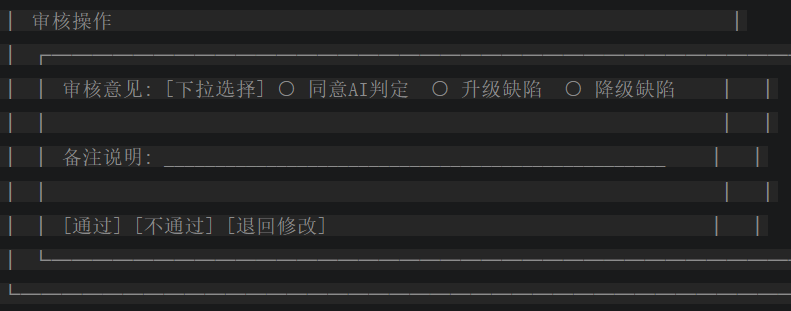 审核操作
审核意见: [下拉选择] ○ 同意AI判定 ○ 升级缺陷 ○ 降级缺陷
备注说明: _______________________________________________
[通过] [不通过] [退回修改]